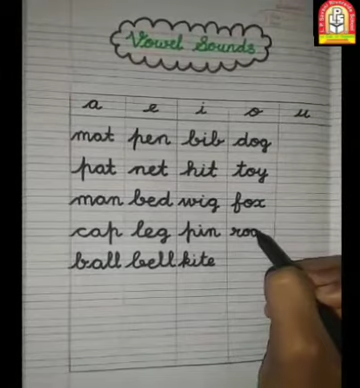 Vowel Sounds
a e i o u
mat pen bib dog
pat net hit toy
man bed wig fox
cap leg pin
ball bell kite